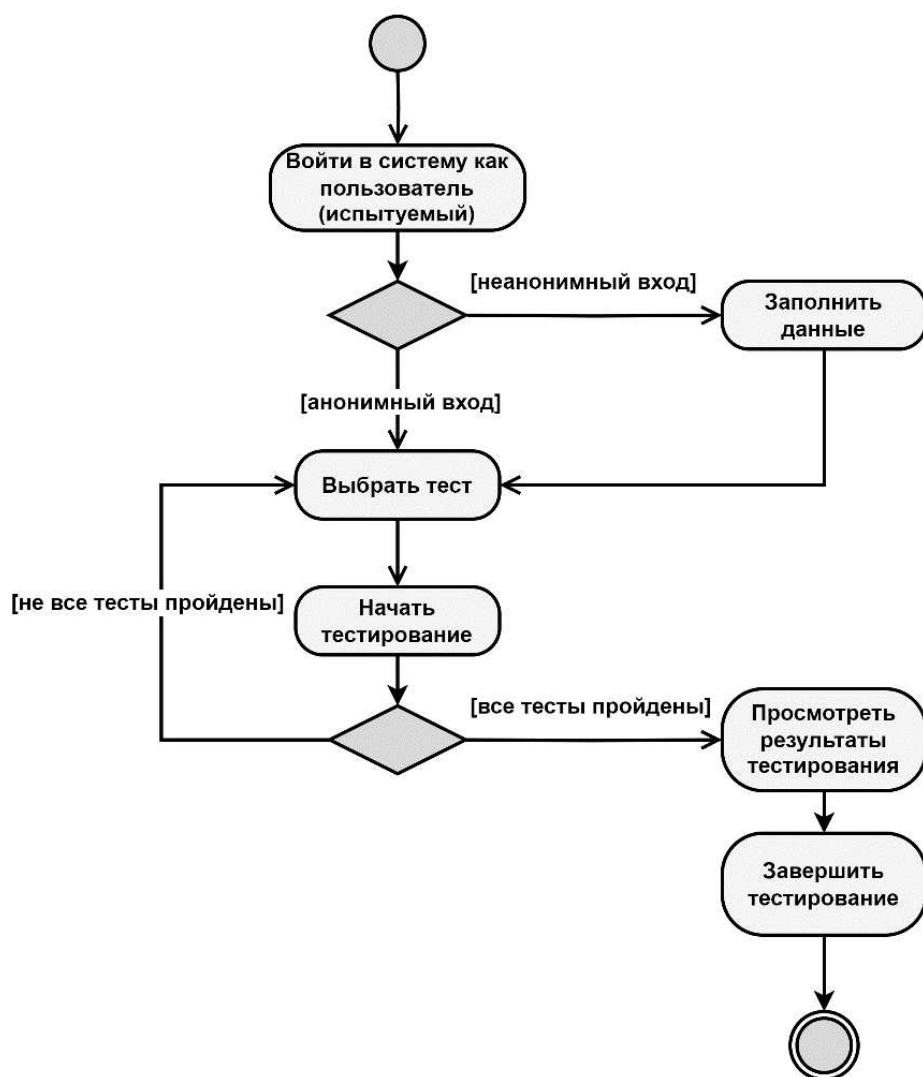 Войти в систему как
пользователь
(испытуемый)
[неанонимный вход]
Заполнить
данные
[анонимный вход]
Выбрать тест
[не все тесты пройдены]
Начать
тестирование
[все тесты пройдены]
Просмотреть
результаты
тестирования
Завершить
тестирование